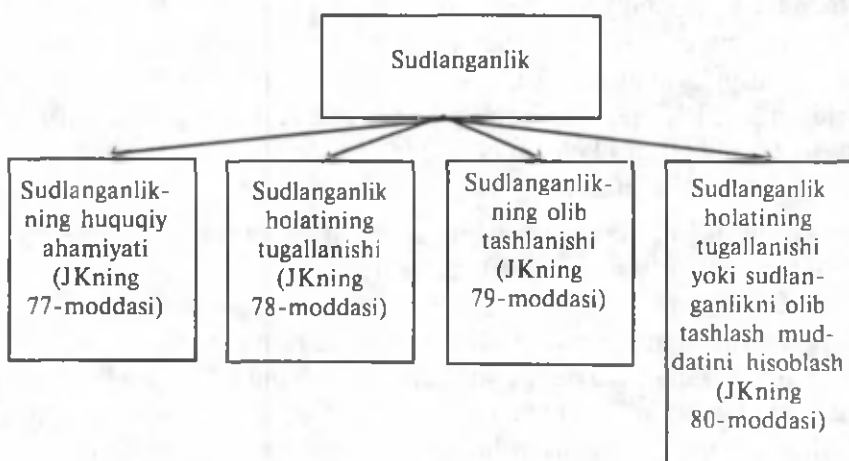 Sudlanganlik
Sudlanganlik-
ning huquqiy
ahamiyati
(JKning
77-moddasi)
Sudlanganlik
holatining
tugallanishi
(JKning
78-moddasi)
Sudlanganlik-
ning olib
tashlanishi
(JKning
79-moddasi)
Sudlanganlik
holatining
tugallanishi
yoki sudlan-
ganlikni olib
tashlash mud-
datini hisoblash
(JKning
80-moddasi)